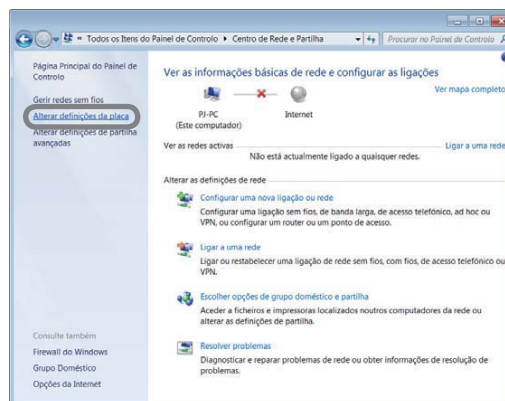 Todos os Itens do Painel de Controlo
Centro de Rede e Partilha
Procurar no Painel de Controlo
Página Principal do Painel de
Controlo
Gerir redes sem fios
Alterar definições da placa
Alterar definições de partilha
avançadas
Consulte também
Firewall do Windows
Grupo Doméstico
Opções da Internet
Ver as informações básicas de rede e configurar as ligações
Ver mapa completo
PJ-PC
(Este computador)
Internet
Ver as redes activas
Ligar a uma rede
Não está actualmente ligado a quaisquer redes.
Alterar as definições de rede
Configurar uma nova ligação ou rede
Configurar uma ligação sem fios, de banda larga, de acesso telefónico, ad hoc ou
VPN, ou configurar um router ou um ponto de acesso.
Ligar a uma rede
Ligar ou restabelecer uma ligação de rede sem fios, com fios, de acesso telefónico ou
VPN.
Escolher opções de grupo doméstico e partilha
Aceder a ficheiros e impressoras localizados noutros computadores da rede ou
alterar as definições de partilha.
Resolver problemas
Diagnosticar e reparar problemas de rede ou obter informações de resolução de
problemas.